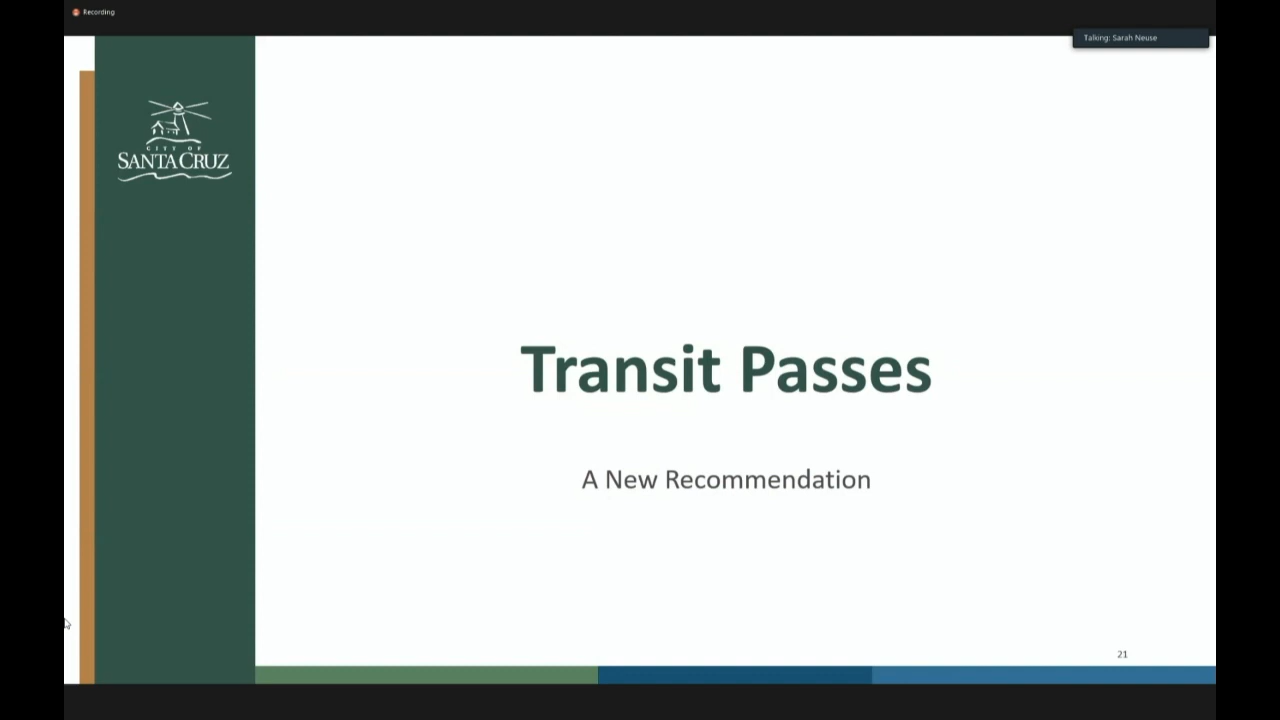 Recording
Talking: Sarah Neuse
CITY OF
SANTA CRUZ
Transit Passes
A New Recommendation
21